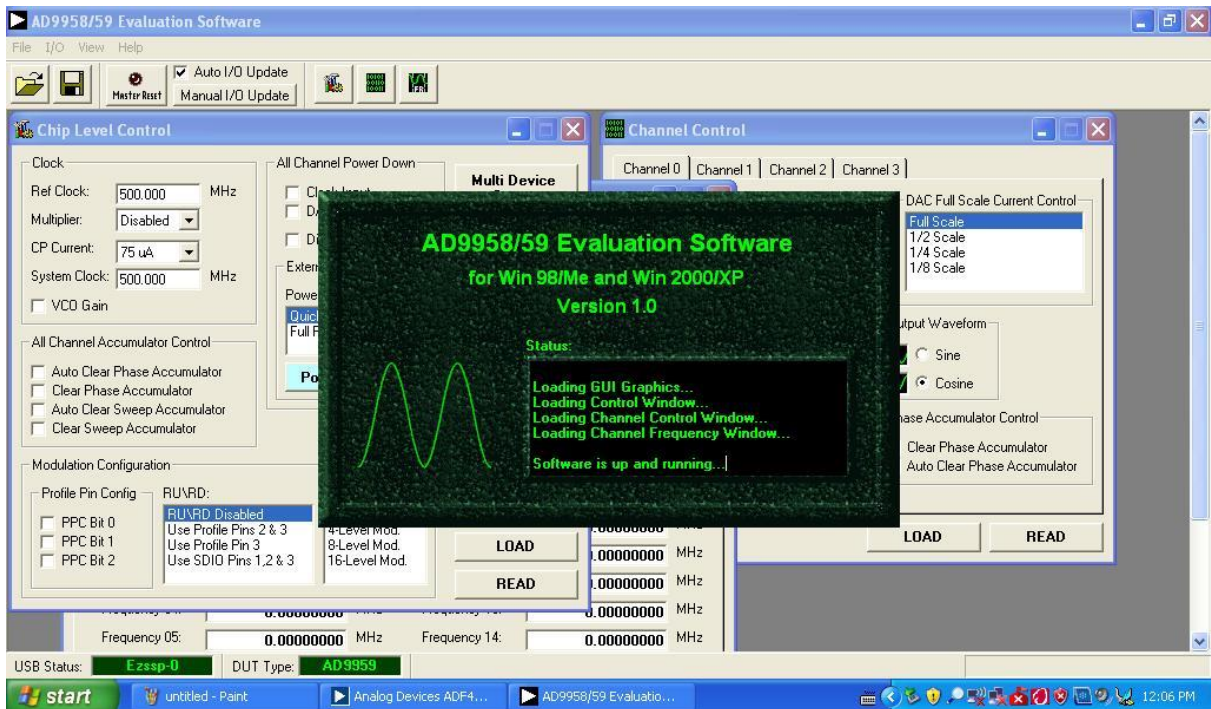 AD9958/59 Evaluation Software
File I/O View Help
Master Reset
Auto I/O Update
Manual I/O Update
Chip Level Control
Clock
Ref Clock: 500.000 MHz
Multiplier: Disabled
CP Current: 75 uA
System Clock: 500.000 MHz
VCO Gain
All Channel Power Down
Multi Device
All Channel Accumulator Control
Auto Clear Phase Accumulator
Clear Phase Accumulator
Auto Clear Sweep Accumulator
Clear Sweep Accumulator
Modulation Configuration
Profile Pin Config
PPC Bit 0
PPC Bit 1
PPC Bit 2
RU\RD:
RU\RD Disabled
Use Profile Pins 2 & 3
Use Profile Pin 3
Use SDIO Pins 1,2 & 3
4-Level Mod.
8-Level Mod.
16-Level Mod.
LOAD
READ
AD9958/59 Evaluation Software
for Win 98/Me and Win 2000/XP
Version 1.0
Status:
Loading GUI Graphics...
Loading Control Window...
Loading Channel Control Window...
Loading Channel Frequency Window...
Software is up and running...
Channel Control
Channel 0 Channel 1 Channel 2 Channel 3
DAC Full Scale Current Control
Full Scale
1/2 Scale
1/4 Scale
1/8 Scale
Waveform
Sine
Cosine
Accumulator Control
Clear Phase Accumulator
Auto Clear Phase Accumulator
LOAD
READ
MHz
MHz
MHz
MHz
Frequency 05: 0.00000000 MHz Frequency 14: 0.00000000 MHz
USB Status: Ezssp-0 DUT Type: AD9959
start untitled - Paint Analog Devices ADF4... AD9958/59 Evaluatio... 12:06 PM